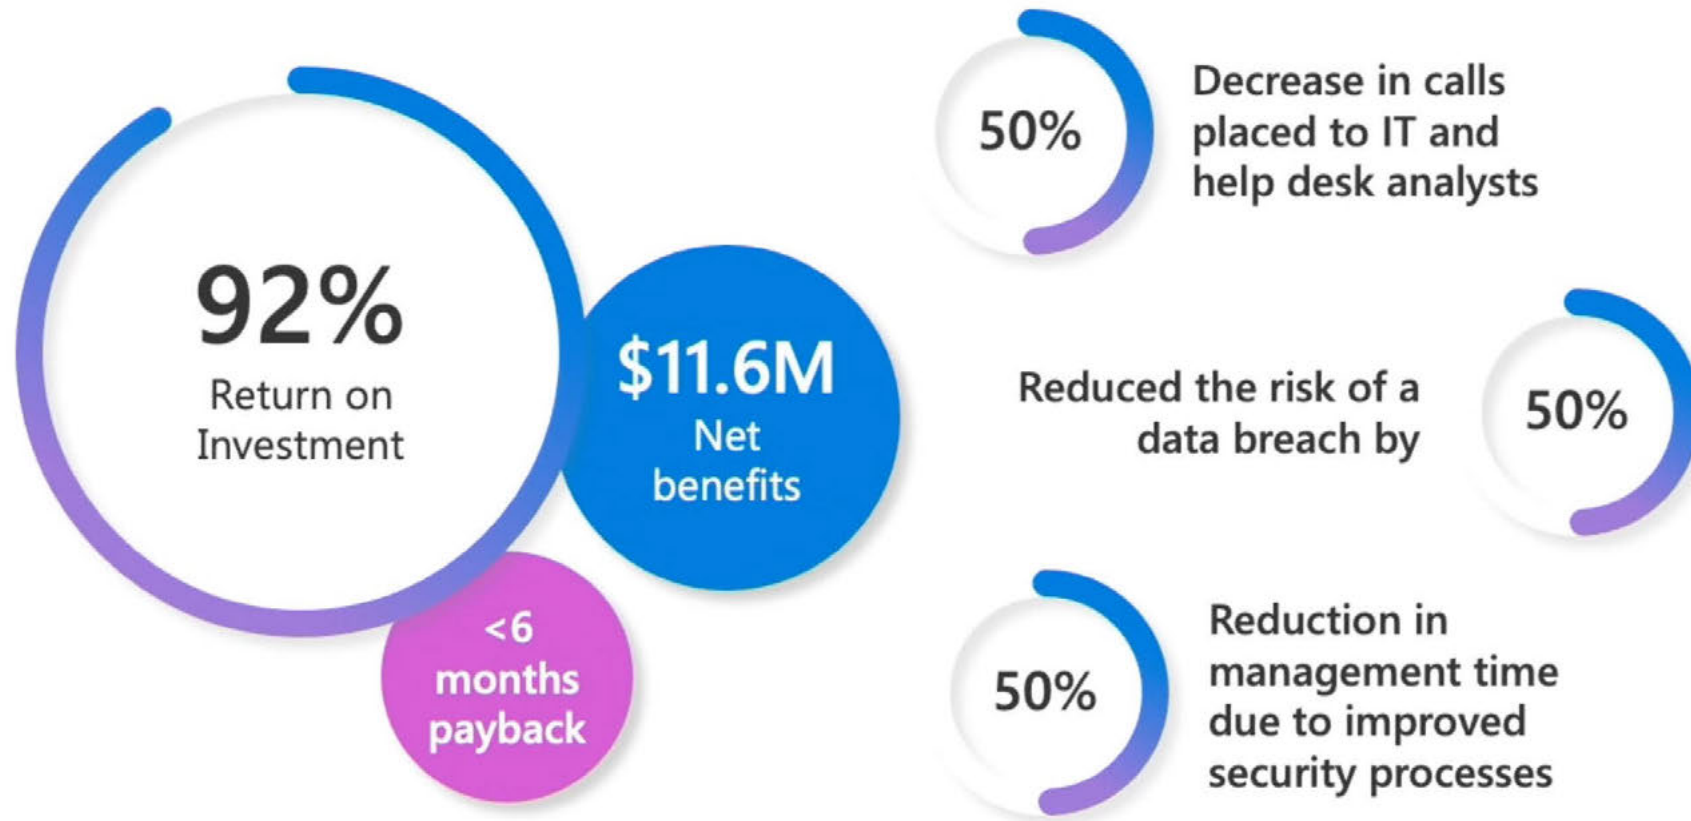 92%
Return on
Investment
$11.6M
Net
benefits
<6
months
payback
50%
Decrease in calls
placed to IT and
help desk analysts
Reduced the risk of a
data breach by
50%
50%
Reduction in
management time
due to improved
security processes